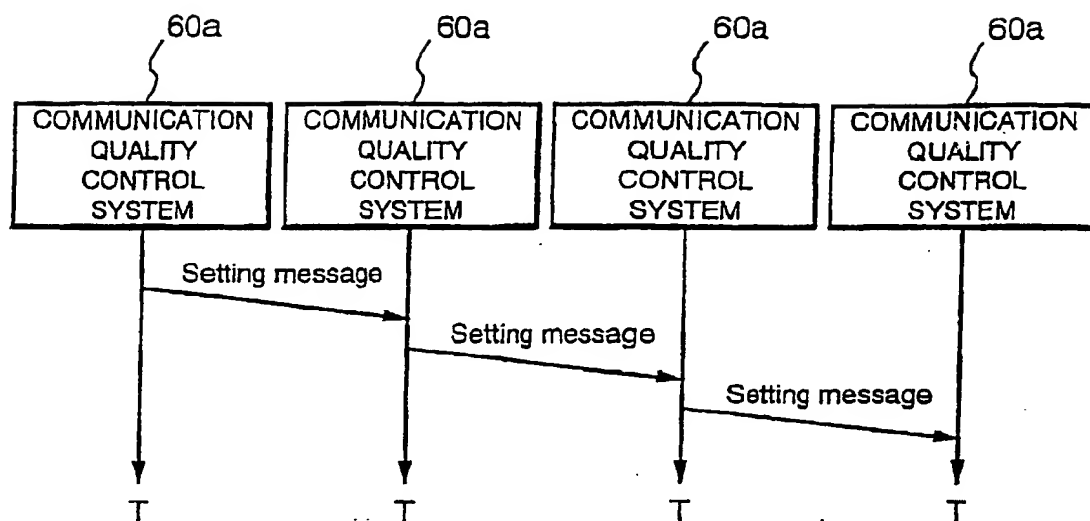 60a 60a 60a 60a
COMMUNICATION COMMUNICATION COMMUNICATION COMMUNICATION
QUALITY QUALITY QUALITY QUALITY
CONTROL CONTROL CONTROL CONTROL
SYSTEM SYSTEM SYSTEM SYSTEM
Setting message
Setting message
Setting message
T T T T